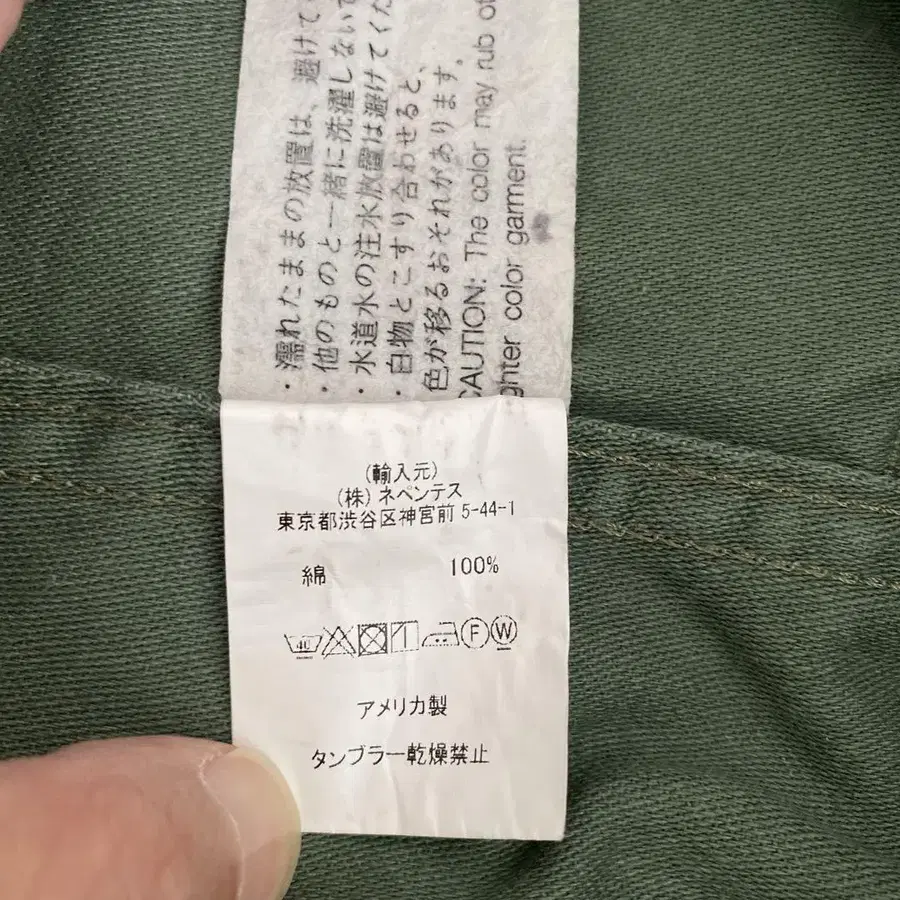 ・濡れたままの放置は、避けて
・他のものと一緒に洗濯しないで
・水道水の注水放置は避けてくだ
・白物とこすり合わせると、
色が移るおそれがあります。
CAUTION: The color may rub of
ghter color garment.
(輸入元)
(株) ネペンテス
東京都渋谷区神宮前 5-44-1
綿 100%
40 F W
アメリカ製
タンブラー乾燥禁止